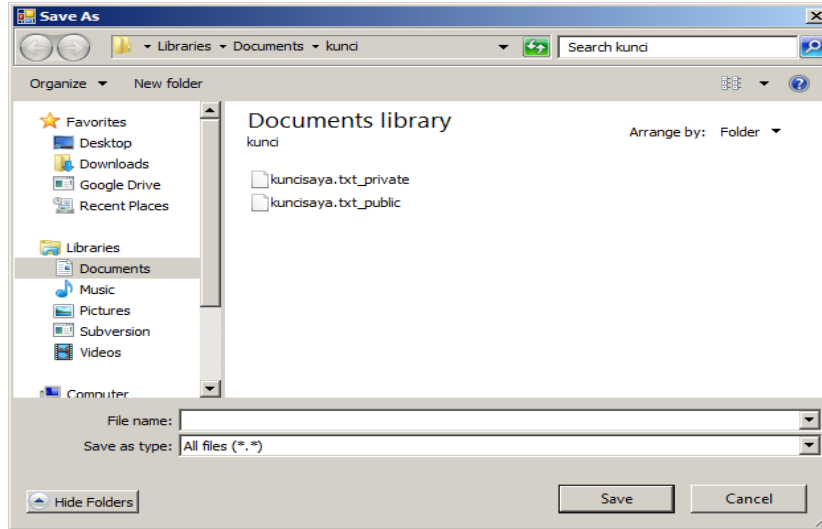 Save As
Libraries Documents kunci
Search kunci
Organize New folder
Favorites
Desktop
Downloads
Google Drive
Recent Places
Libraries
Documents
Music
Pictures
Subversion
Videos
Computer
Documents library
kunci
Arrange by: Folder
kuncisaya.txt_private
kuncisaya.txt_public
File name:
Save as type: All files (*.*)
Hide Folders
Save Cancel